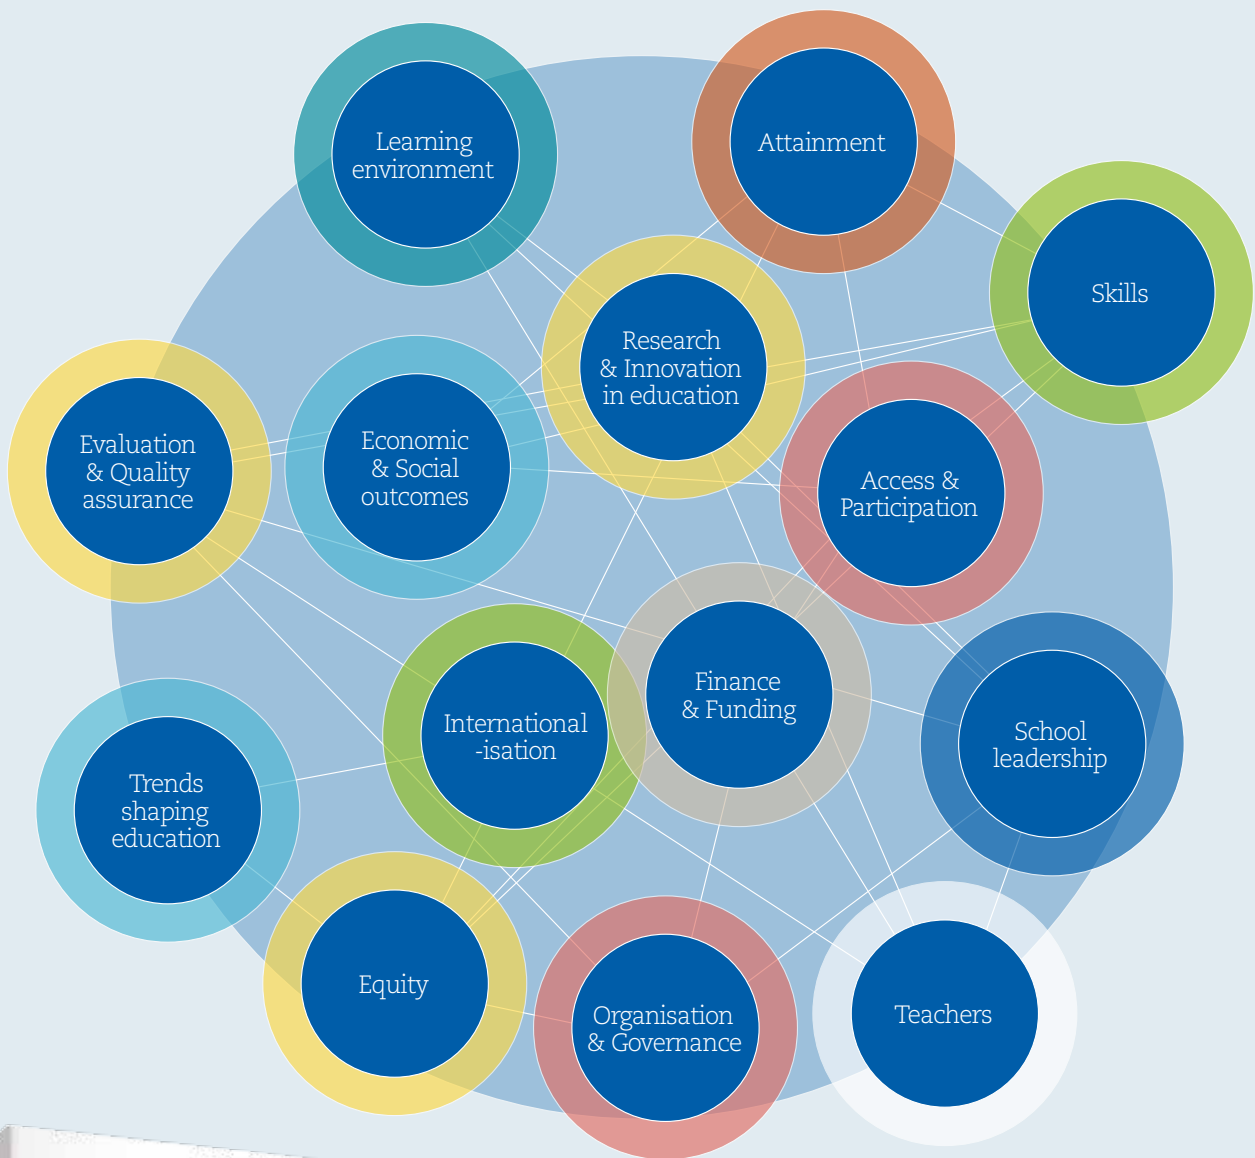 Learning
environment
Attainment
Skills
Research
& Innovation
in education
Evaluation
& Quality
assurance
Economic
& Social
outcomes
Access &
Participation
Finance
& Funding
International
-isation
School
leadership
Trends
shaping
education
Equity
Organisation
& Governance
Teachers